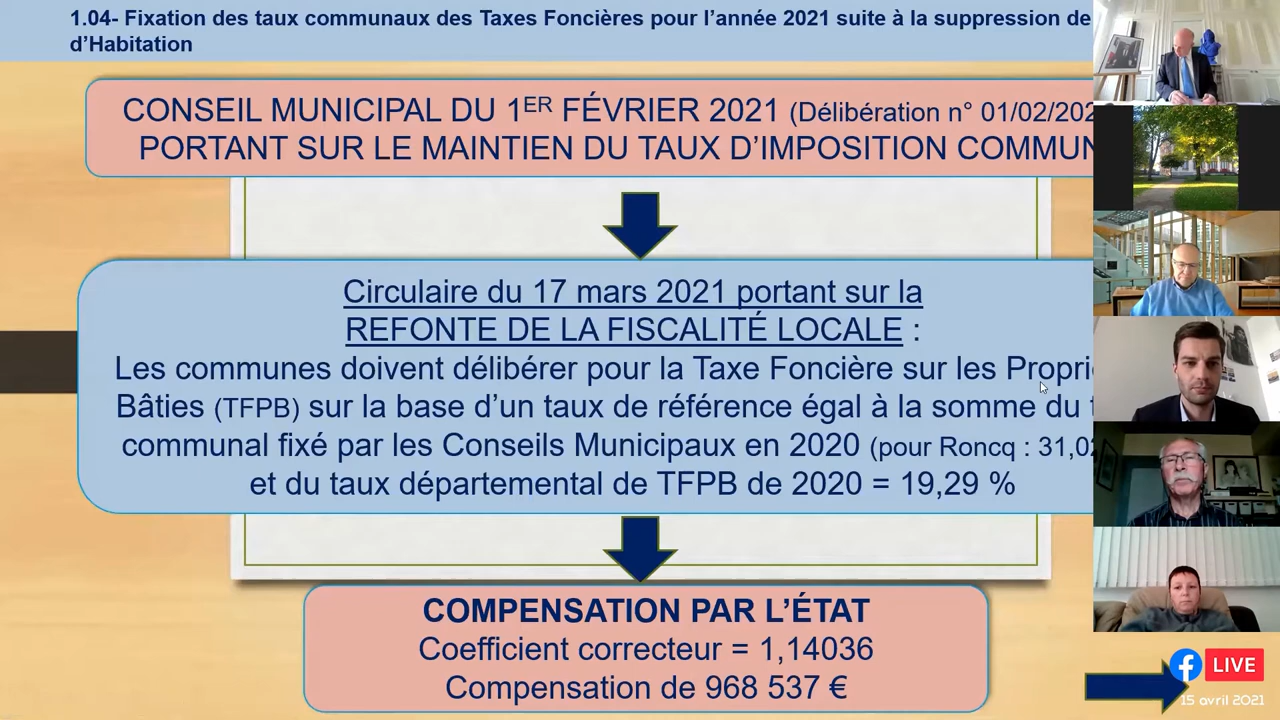 1.04- Fixation des taux communaux des Taxes Foncières pour l’année 2021 suite à la suppression de
d’Habitation
CONSEIL MUNICIPAL DU 1ER FÉVRIER 2021 (Délibération n° 01/02/202
PORTANT SUR LE MAINTIEN DU TAUX D’IMPOSITION COMMUN
Circulaire du 17 mars 2021 portant sur la
REFONTE DE LA FISCALITÉ LOCALE :
Les communes doivent délibérer pour la Taxe Foncière sur les Proprié
Bâties (TFPB) sur la base d’un taux de référence égal à la somme du t
communal fixé par les Conseils Municipaux en 2020 (pour Roncq : 31,02
et du taux départemental de TFPB de 2020 = 19,29 %
COMPENSATION PAR L’ÉTAT
Coefficient correcteur = 1,14036
Compensation de 968 537 €
LIVE
15 avril 2021